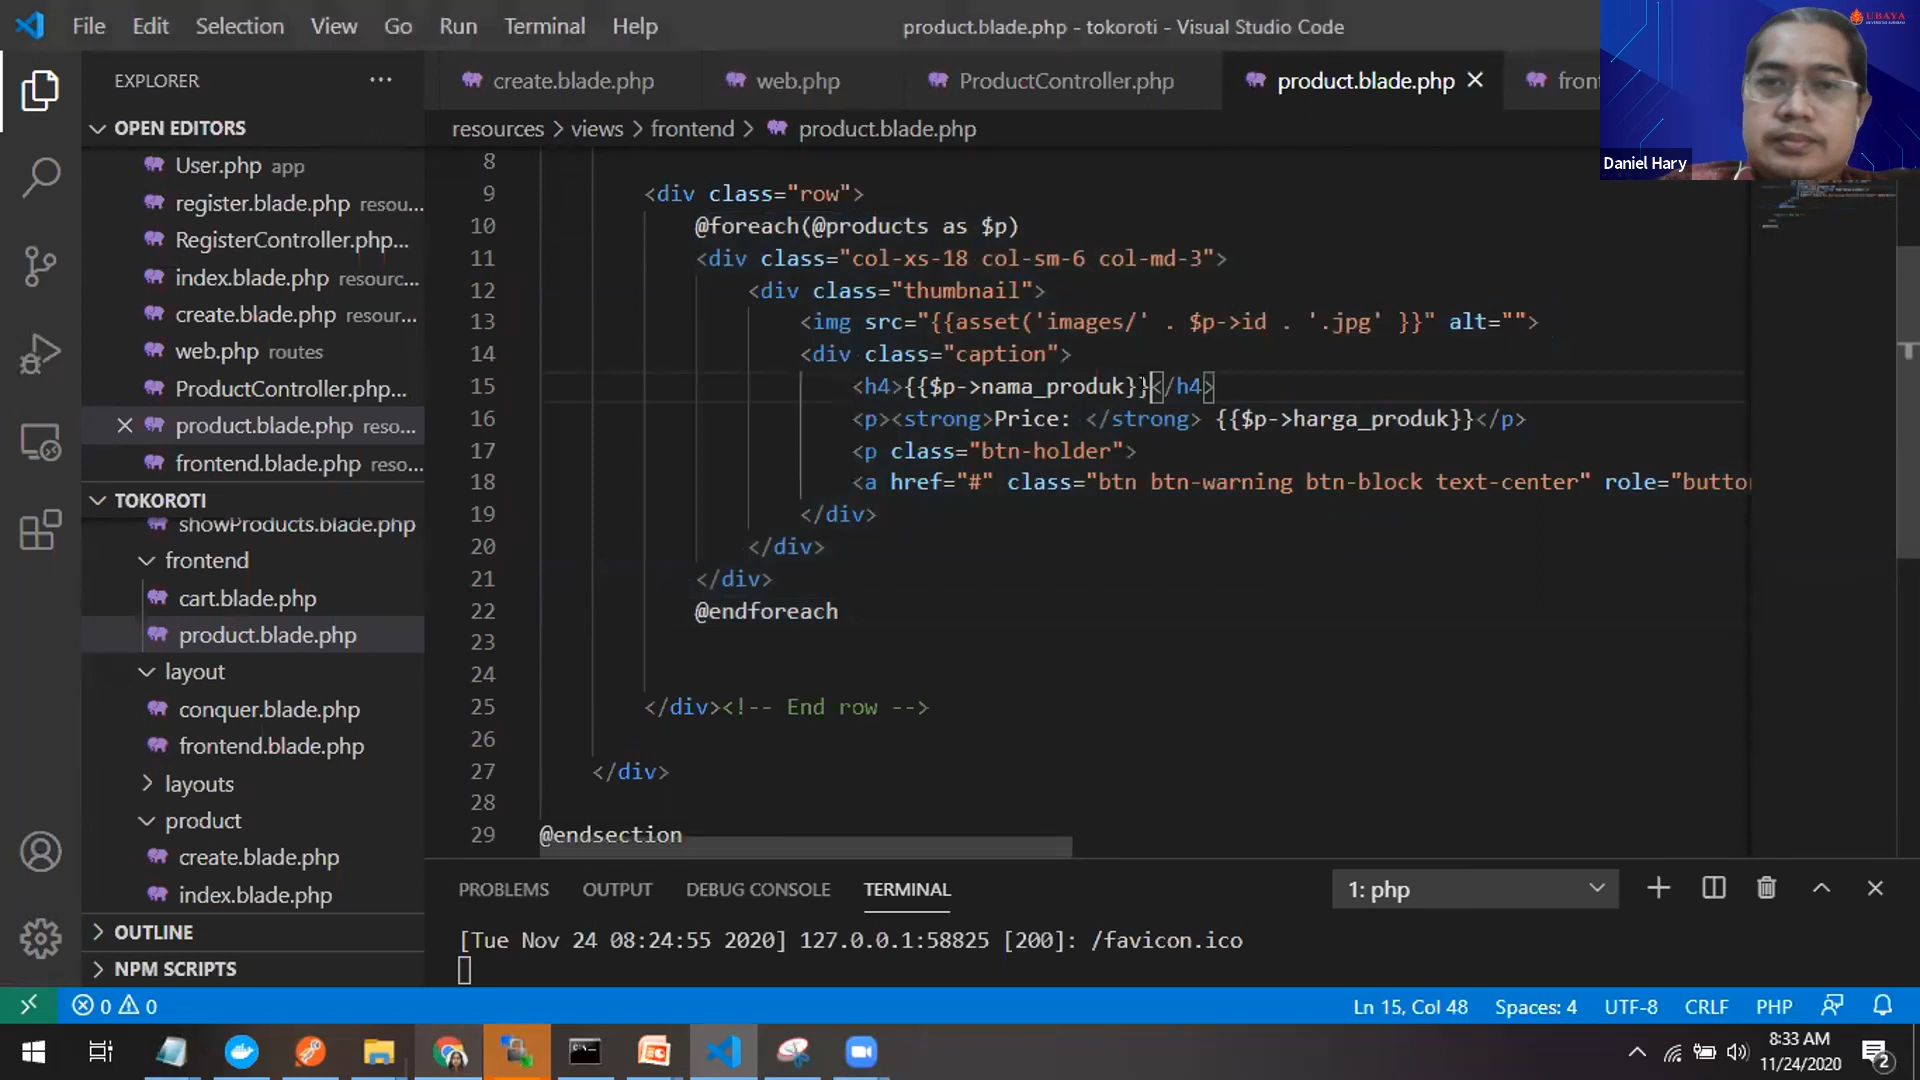 File Edit Selection View Go Run Terminal Help
product.blade.php - tokoroti - Visual Studio Code
UBAYA
Daniel Hary
EXPLORER
OPEN EDITORS
User.php app
register.blade.php resou...
RegisterController.php...
index.blade.php resourc...
create.blade.php resour...
web.php routes
ProductController.php...
product.blade.php reso...
frontend.blade.php reso...
TOKOROTI
showProducts.blade.php
frontend
cart.blade.php
product.blade.php
layout
conquer.blade.php
frontend.blade.php
layouts
product
create.blade.php
index.blade.php
OUTLINE
NPM SCRIPTS
create.blade.php web.php ProductController.php product.blade.php fron
resources > views > frontend > product.blade.php
8
9 <div class="row">
10 @foreach(@products as $p)
11 <div class="col-xs-18 col-sm-6 col-md-3">
12 <div class="thumbnail">
13 <img src="{{asset('images/' . $p->id . '.jpg' }}" alt="">
14 <div class="caption">
15 <h4>{{$p->nama_produk}}</h4>
16 <p><strong>Price: </strong> {{$p->harga_produk}}</p>
17 <p class="btn-holder">
18 <a href="#" class="btn btn-warning btn-block text-center" role="butto
19 </div>
20 </div>
21 </div>
22 @endforeach
23
24
25 </div><!-- End row -->
26
27 </div>
28
29 @endsection
PROBLEMS OUTPUT DEBUG CONSOLE TERMINAL 1: php
[Tue Nov 24 08:24:55 2020] 127.0.0.1:58825 [200]: /favicon.ico
0 0 Ln 15, Col 48 Spaces: 4 UTF-8 CRLF PHP
8:33 AM
11/24/2020
2